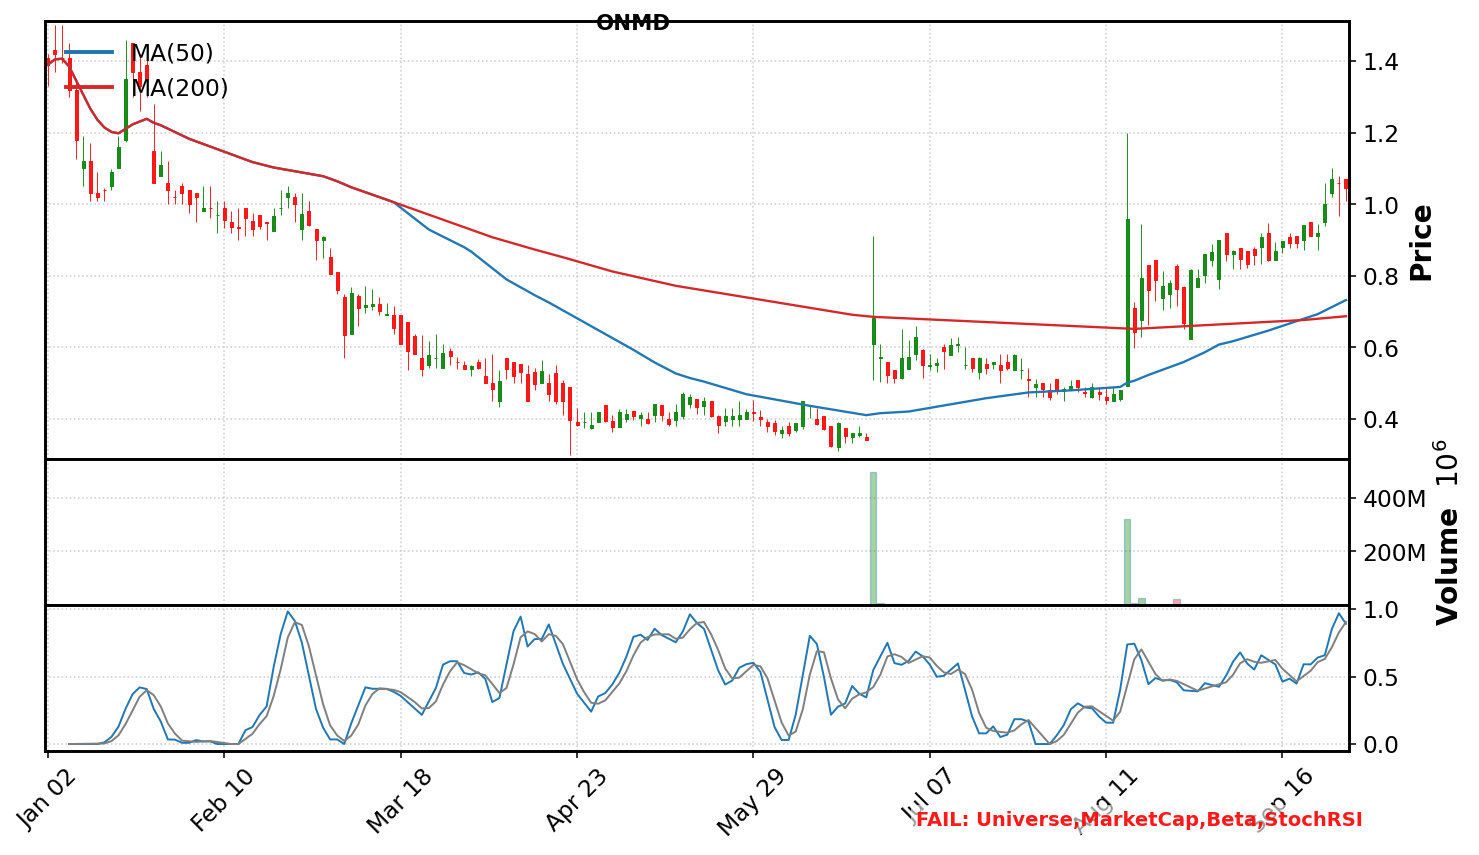 ONMD
MA(50)
MA(200)
1.4
1.2
1.0
0.8
0.6
0.4
Price
400M
200M
Volume 10^6
1.0
0.5
0.0
Jan 02
Feb 10
Mar 18
Apr 23
May 29
Jul 07
Aug 11
Sep 16
FAIL: Universe,MarketCap,Beta,StochRSI